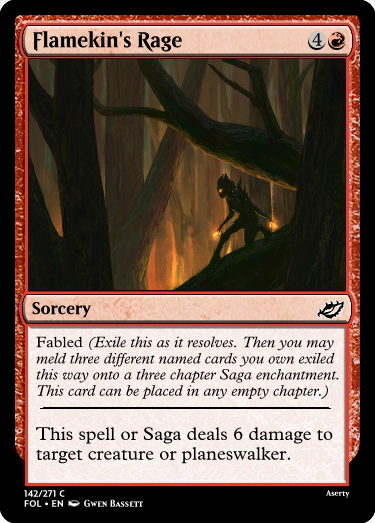 Flamekin's Rage 4
Sorcery
Fabled (Exile this as it resolves. Then you may
meld three different named cards you own exiled
this way onto a three chapter Saga enchantment.
This card can be placed in any empty chapter.)
This spell or Saga deals 6 damage to
target creature or planeswalker.
142/271 C
FOL • EN Gwen Bassett
Aserty